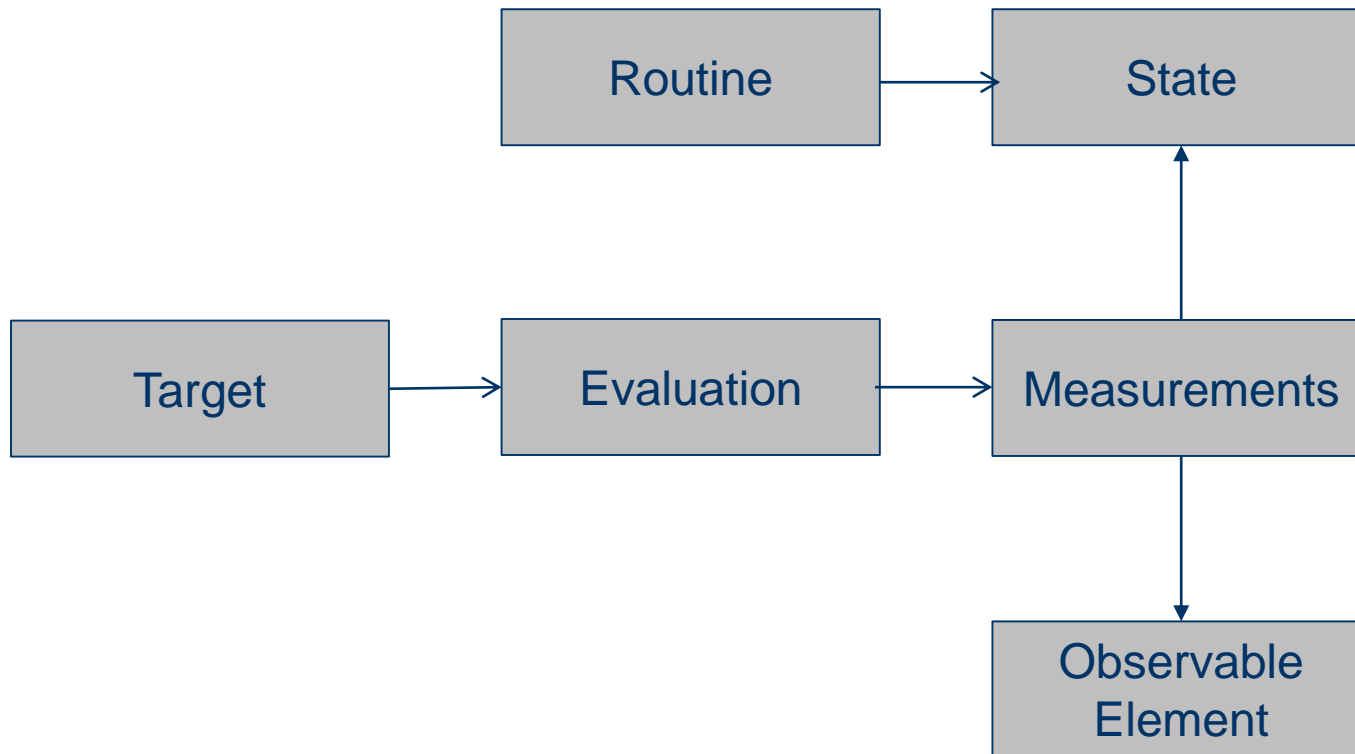 Routine
State
Target
Evaluation
Measurements
Observable
Element